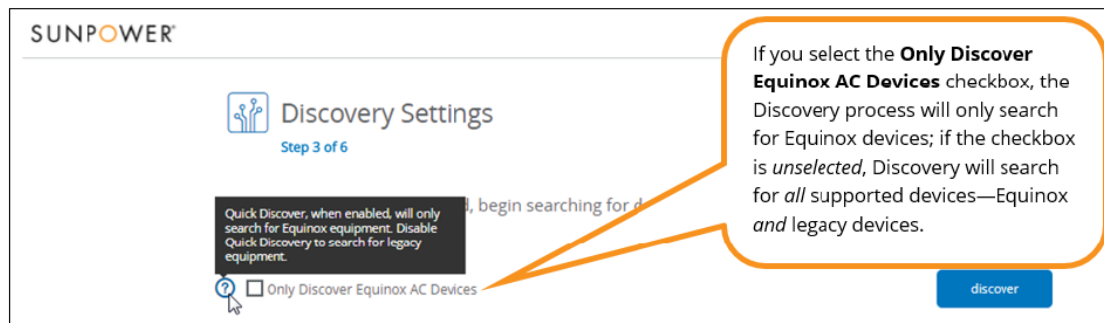 SUNPOWER®
Discovery Settings
Step 3 of 6
, begin searching for d
Quick Discover, when enabled, will only
search for Equinox equipment. Disable
Quick Discovery to search for legacy
equipment.
? Only Discover Equinox AC Devices
discover
If you select the Only Discover
Equinox AC Devices checkbox, the
Discovery process will only search
for Equinox devices; if the checkbox
is unselected, Discovery will search
for all supported devices—Equinox
and legacy devices.